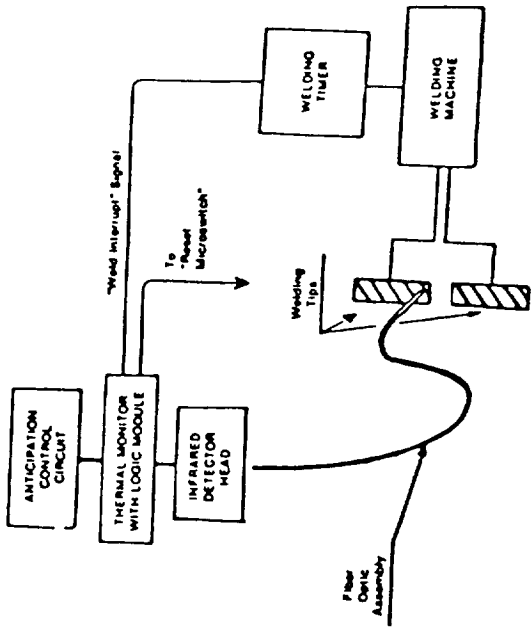 ANTICIPATION
CONTROL
CIRCUIT
THERMAL MONITOR
WITH LOGIC MODULE
INFRARED
DETECTOR
HEAD
"Weld Interrupt" Signal
To
"Reset
Microswitch"
WELDING
TIMER
WELDING
MACHINE
Welding
Tips
Fiber
Optic
Assembly